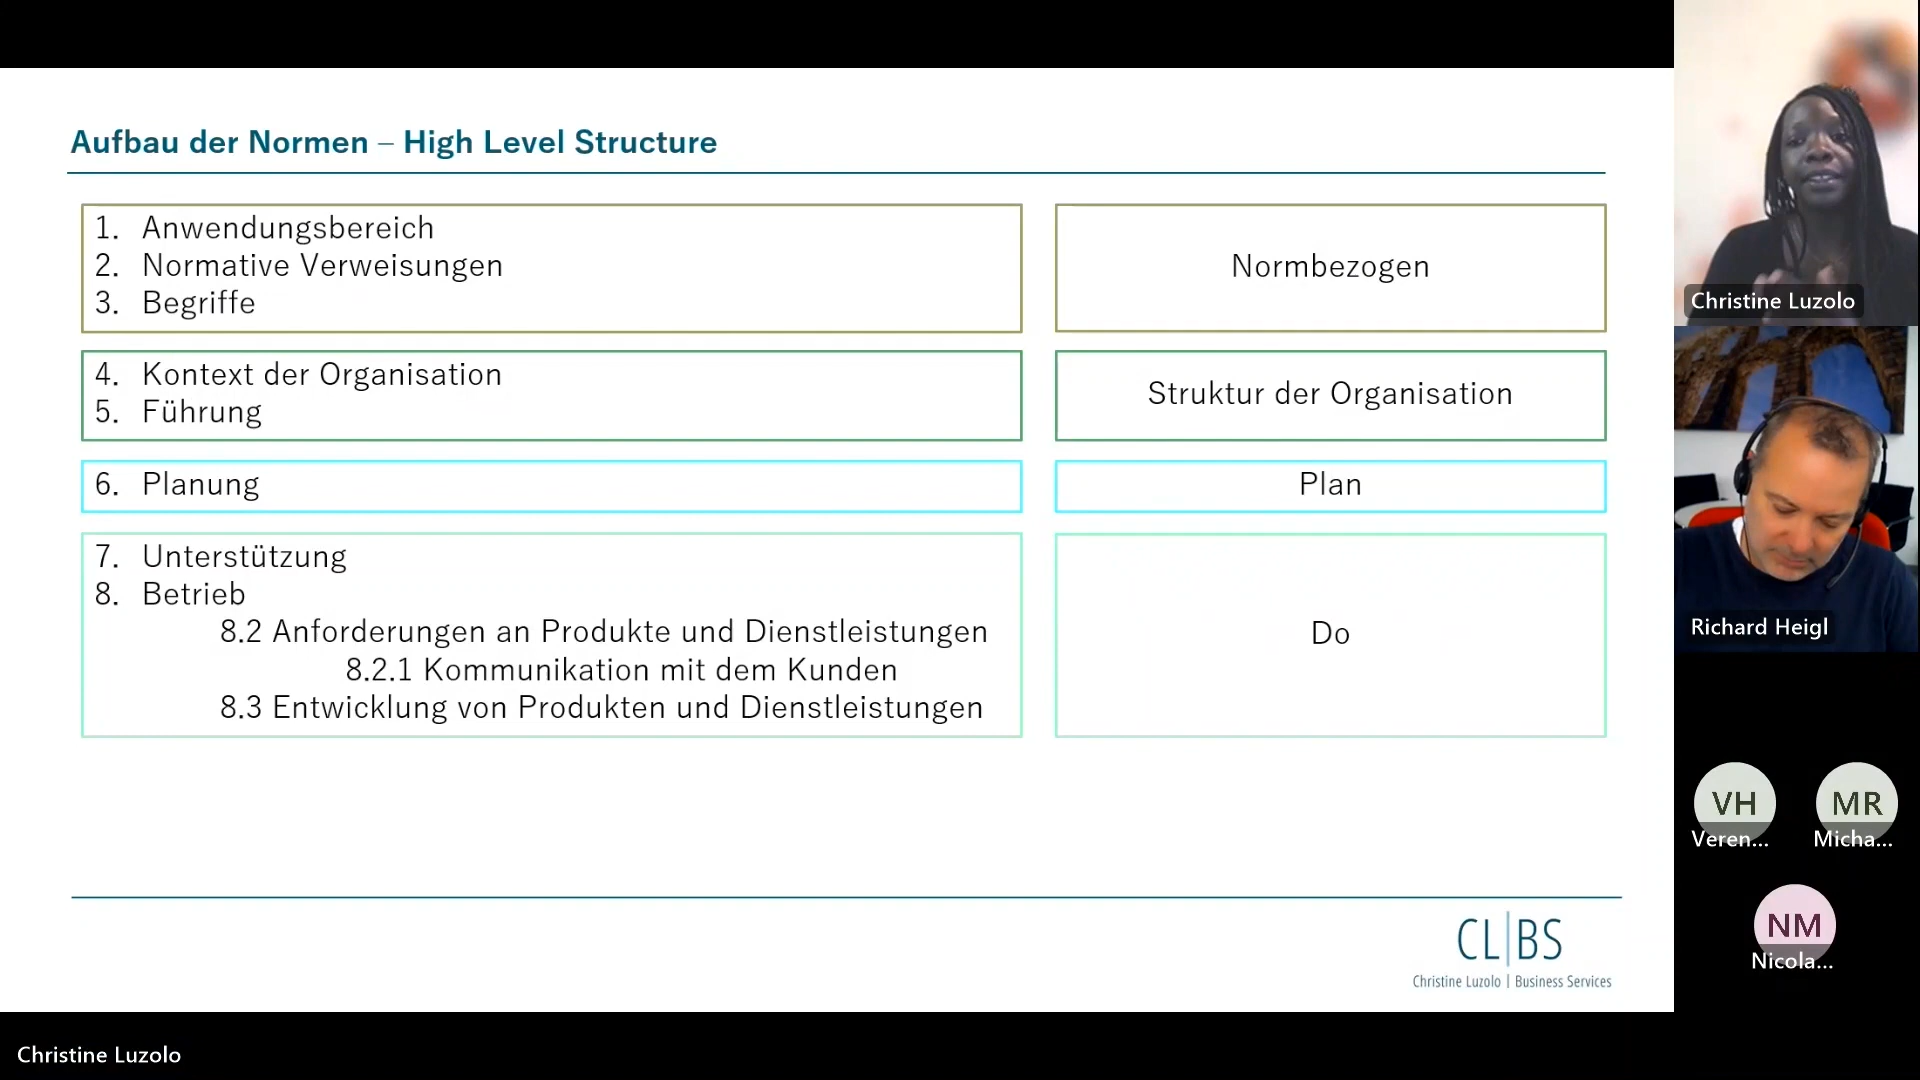 Aufbau der Normen – High Level Structure
1. Anwendungsbereich
2. Normative Verweisungen
3. Begriffe
Normbezogen
4. Kontext der Organisation
5. Führung
Struktur der Organisation
6. Planung
Plan
7. Unterstützung
8. Betrieb
8.2 Anforderungen an Produkte und Dienstleistungen
8.2.1 Kommunikation mit dem Kunden
8.3 Entwicklung von Produkten und Dienstleistungen
Do
CL|BS
Christine Luzolo | Business Services
Christine Luzolo
Christine Luzolo
Richard Heigl
VH
Veren...
MR
Micha...
NM
Nicola...